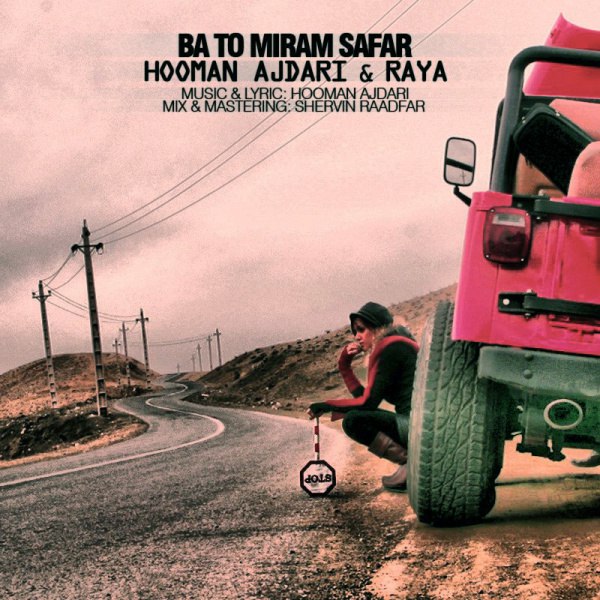 BA TO MIRAM SAFAR
HOOMAN AJDARI & RAYA
MUSIC & LYRIC: HOOMAN AJDARI
MIX & MASTERING: SHERVIN RAADFAR
STOP